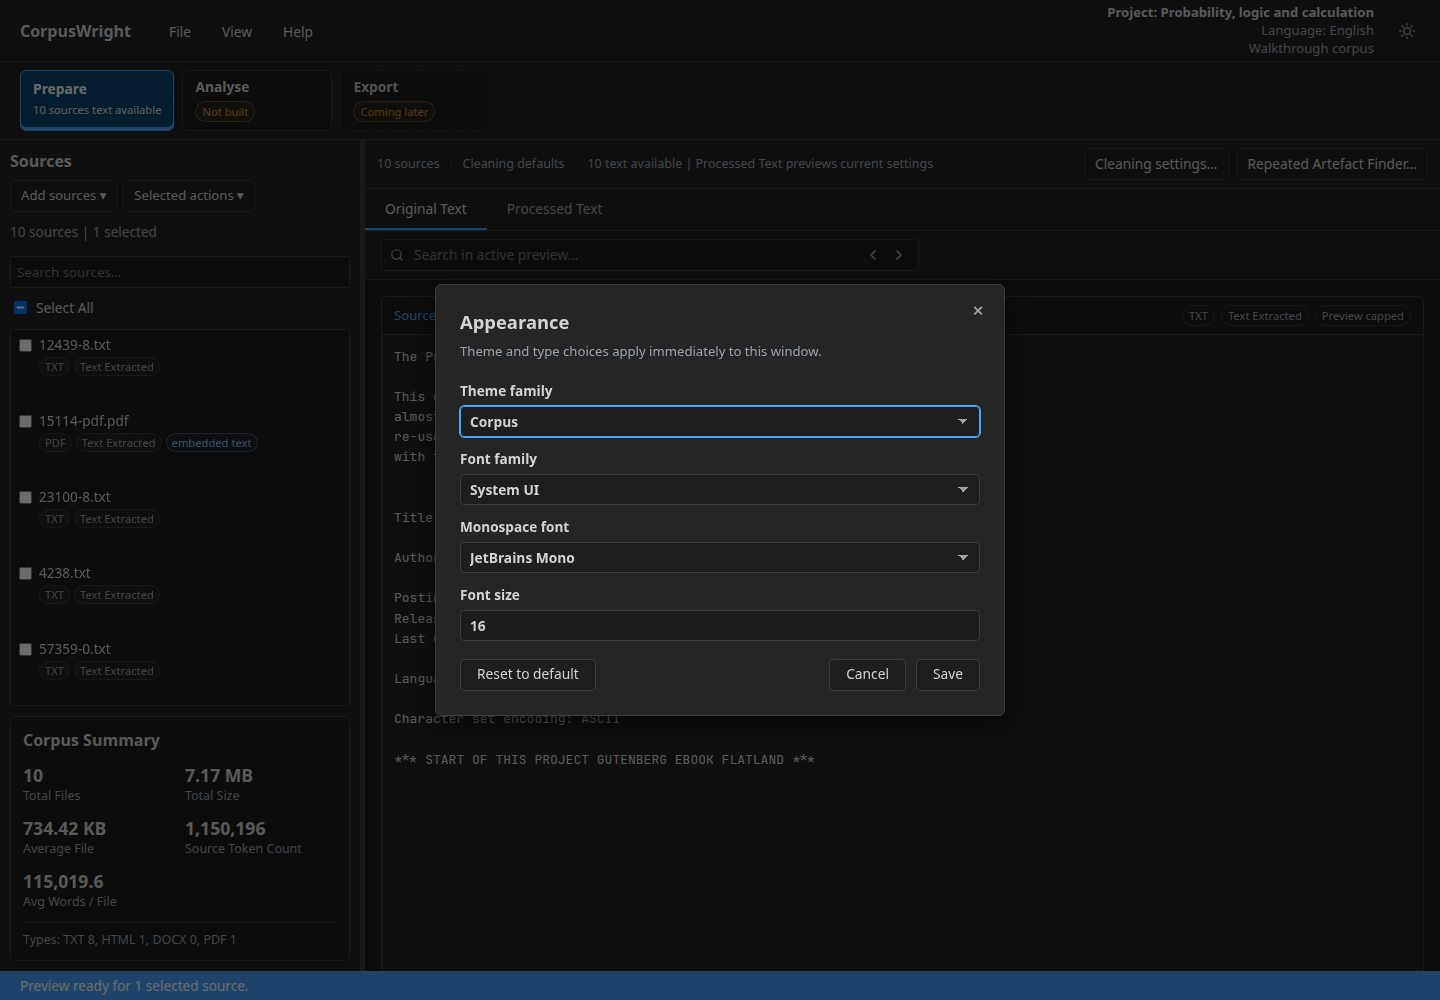 CorpusWright
File
View
Help
Project: Probability, logic and calculation
Language: English
Walkthrough corpus
Prepare
10 sources text available
Analyse
Not built
Export
Coming later
Sources
Add sources ▾
Selected actions ▾
10 sources | 1 selected
Search sources...
Select All
12439-8.txt
TXT
Text Extracted
15114-pdf.pdf
PDF
Text Extracted
embedded text
23100-8.txt
TXT
Text Extracted
4238.txt
TXT
Text Extracted
57359-0.txt
TXT
Text Extracted
Corpus Summary
10
Total Files
7.17 MB
Total Size
734.42 KB
Average File
1,150,196
Source Token Count
115,019.6
Avg Words / File
Types: TXT 8, HTML 1, DOCX 0, PDF 1
10 sources
Cleaning defaults
10 text available | Processed Text previews current settings
Cleaning settings...
Repeated Artefact Finder...
Original Text
Processed Text
Search in active preview...
Source
TXT
Text Extracted
Preview capped
The
This
with
Title
Character set encoding: ASCII
*** START OF THIS PROJECT GUTENBERG EBOOK FLATLAND ***
Appearance
Theme and type choices apply immediately to this window.
Theme family
Corpus
Font family
System UI
Monospace font
JetBrains Mono
Font size
16
Reset to default
Cancel
Save
Preview ready for 1 selected source.